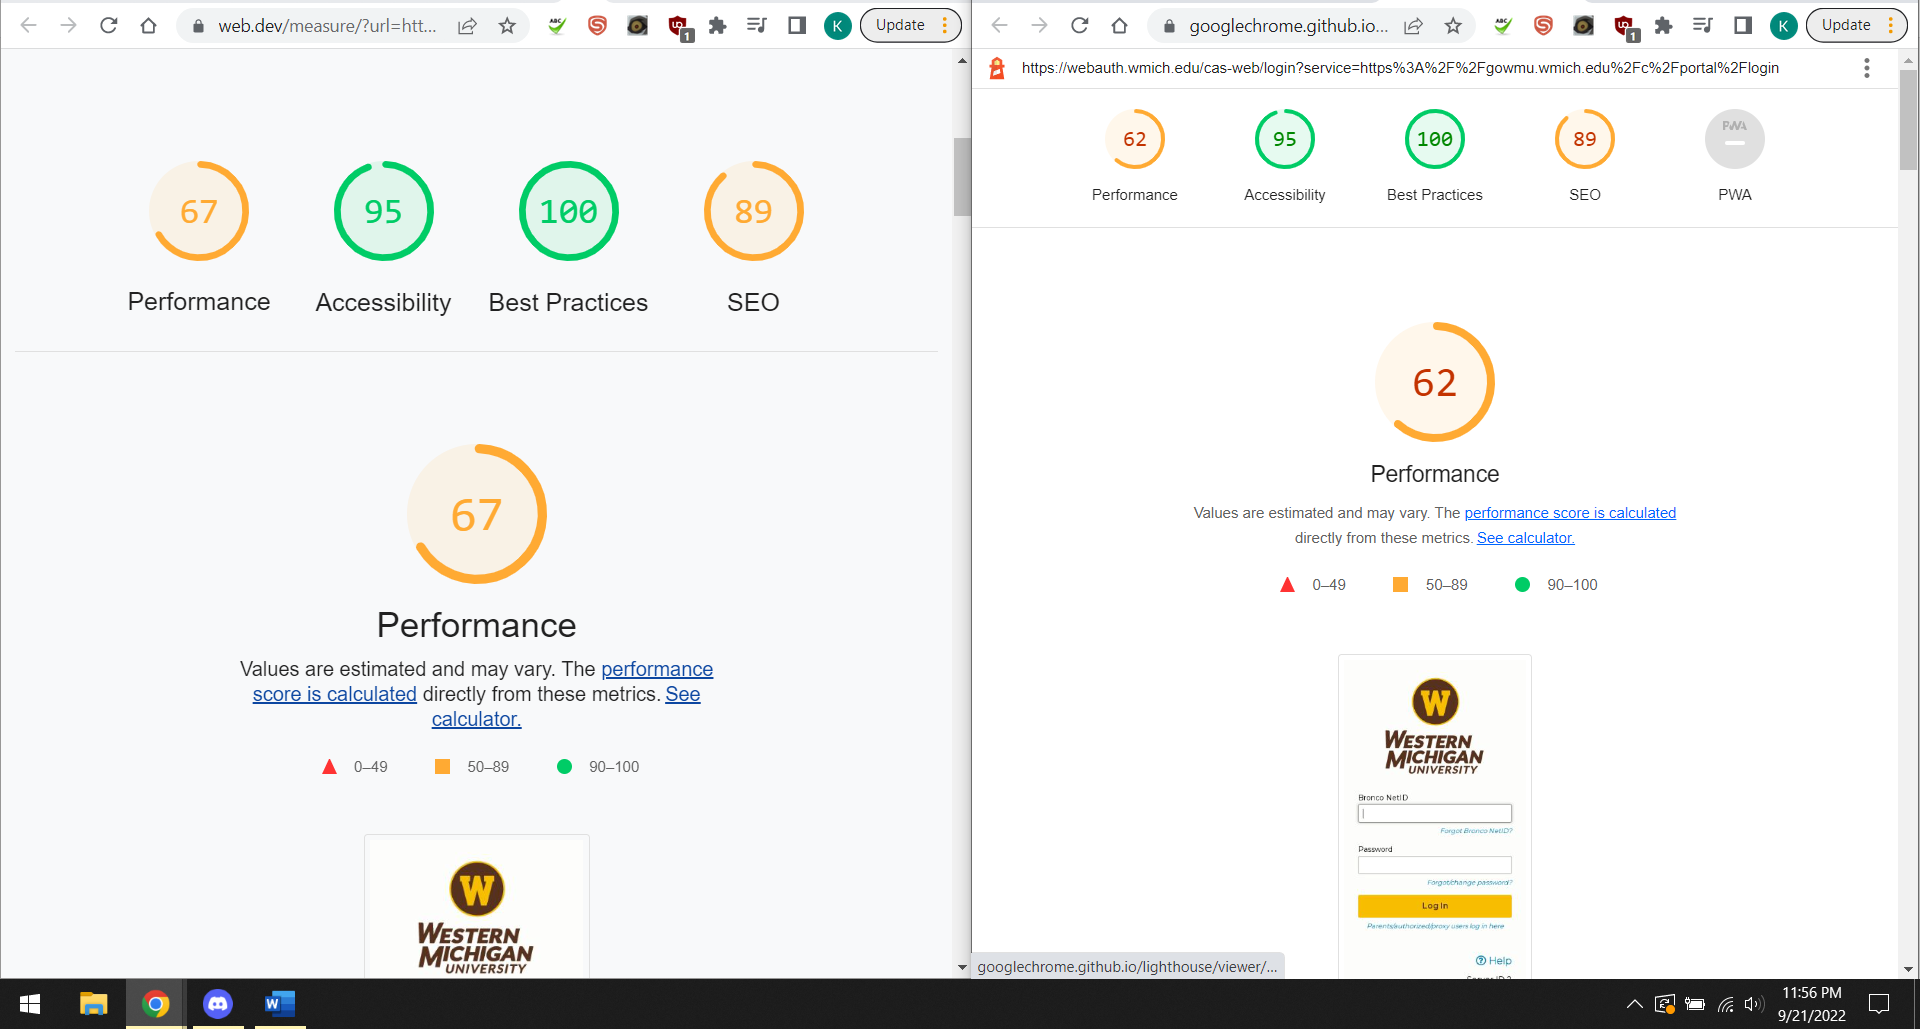 web.dev/measure/?url=htt...
ABC
1
K
Update
67
95
100
89
Performance
Accessibility
Best Practices
SEO
67
Performance
Values are estimated and may vary. The performance
score is calculated directly from these metrics. See
calculator.
0–49
50–89
90–100
W
WESTERN
MICHIGAN
UNIVERSITY
googlechrome.github.io...
ABC
1
K
Update
https://webauth.wmich.edu/cas-web/login?service=https%3A%2F%2Fgowmu.wmich.edu%2Fc%2Fportal%2Flogin
62
95
100
89
PWA
Performance
Accessibility
Best Practices
SEO
PWA
62
Performance
Values are estimated and may vary. The performance score is calculated
directly from these metrics. See calculator.
0–49
50–89
90–100
W
WESTERN
MICHIGAN
UNIVERSITY
Bronco NetID
Forgot Bronco NetID?
Password
Forgot/change password?
Log In
Parents/authorized/proxy users log in here
Help
googlechrome.github.io/lighthouse/viewer/...
W
11:56 PM
9/21/2022